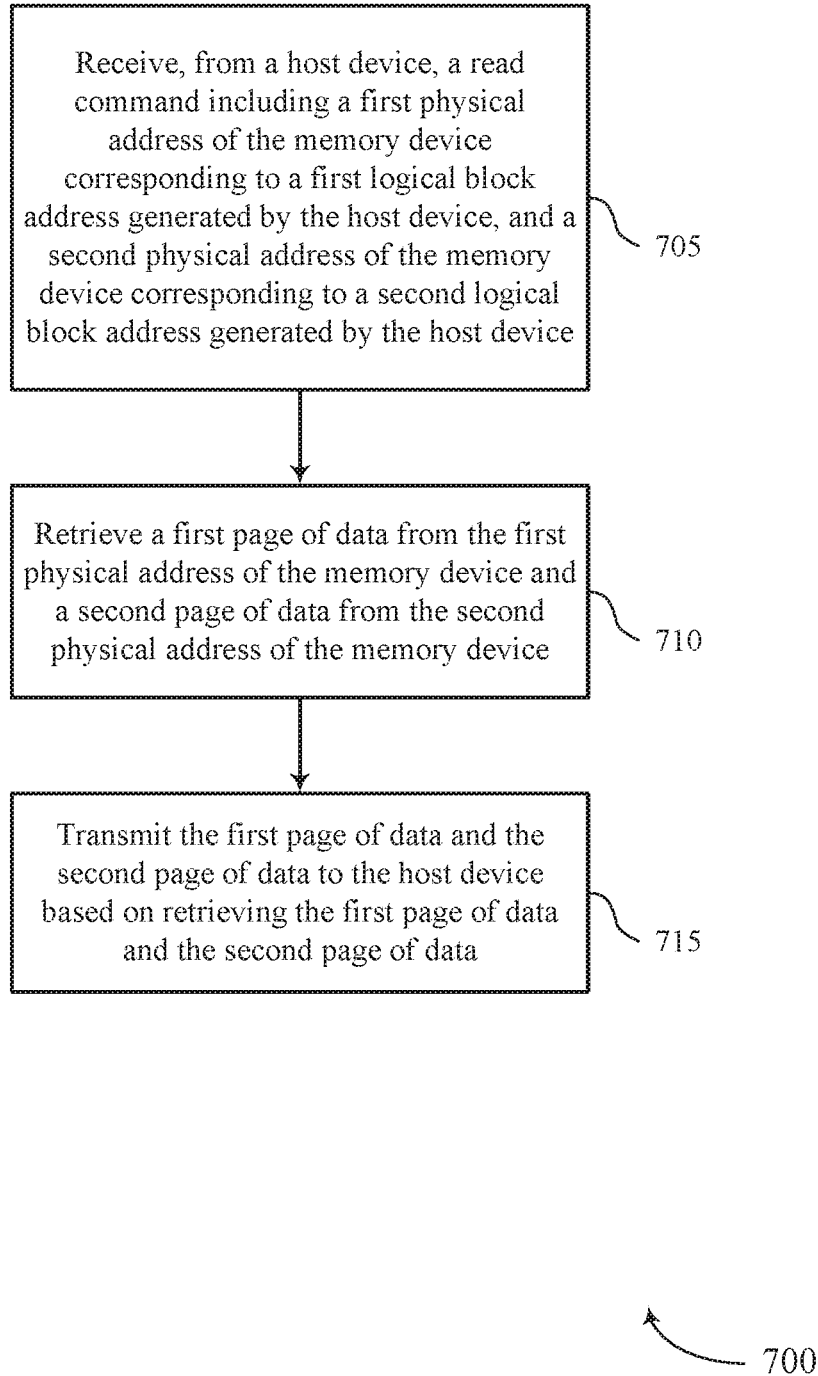 Receive, from a host device, a read
command including a first physical
address of the memory device
corresponding to a first logical block
address generated by the host device, and a
second physical address of the memory
device corresponding to a second logical
block address generated by the host device
705
Retrieve a first page of data from the first
physical address of the memory device and
a second page of data from the second
physical address of the memory device
710
Transmit the first page of data and the
second page of data to the host device
based on retrieving the first page of data
and the second page of data
715
700